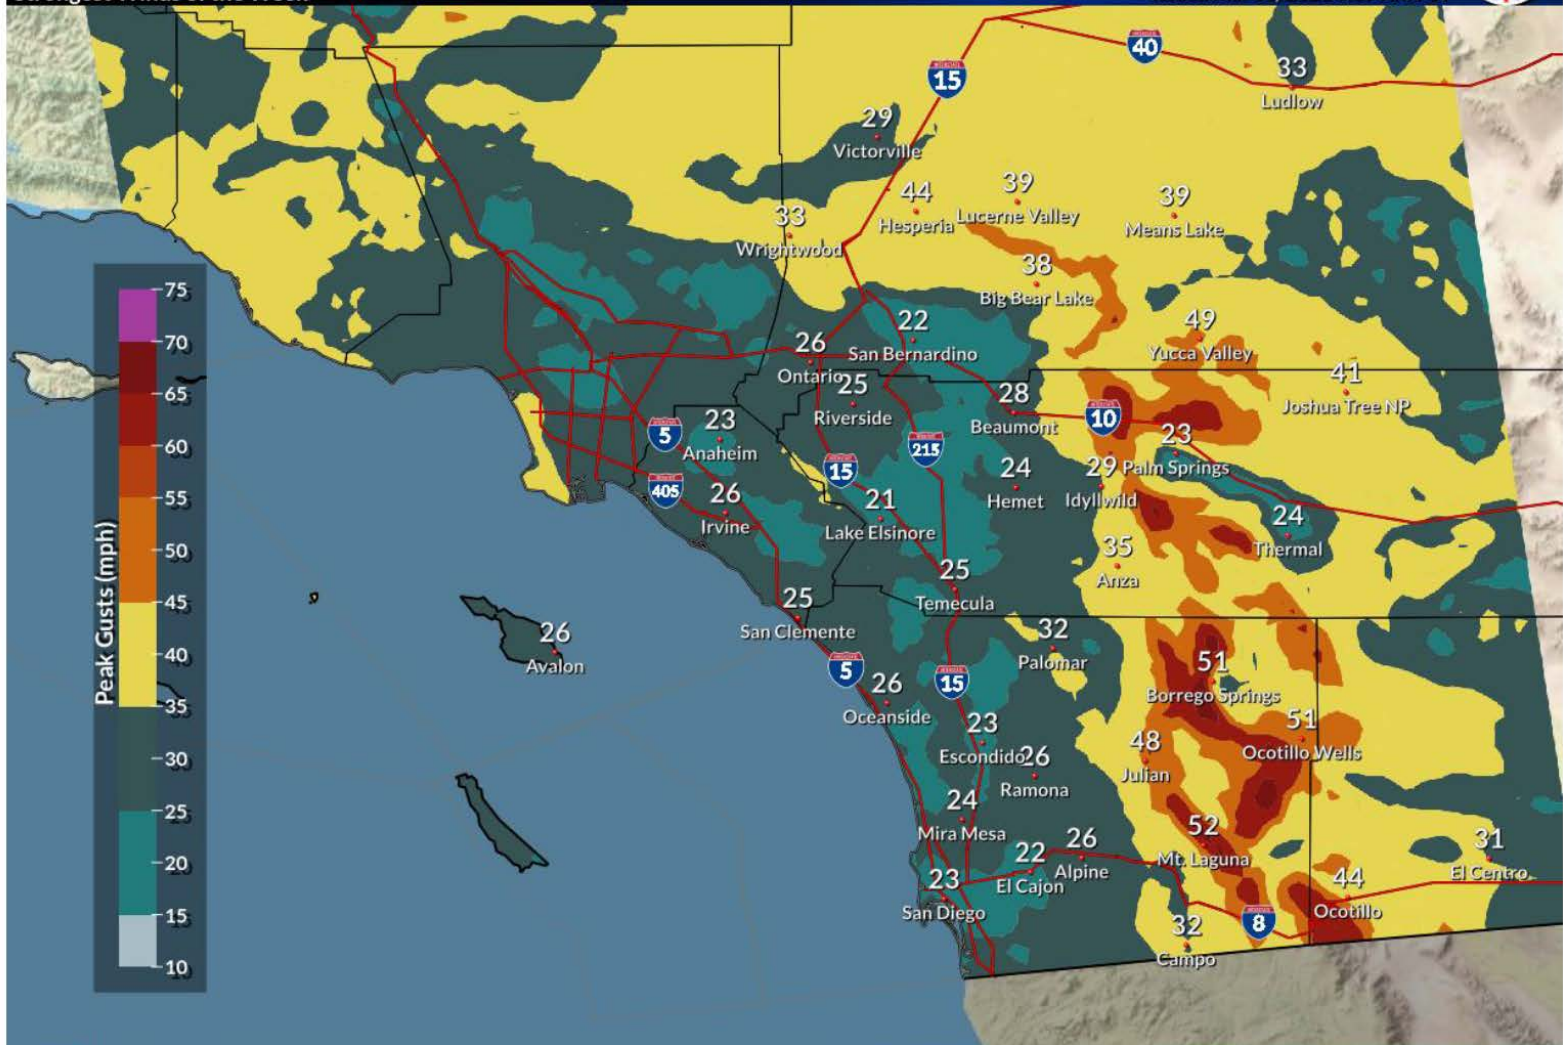 40
15
33
Ludlow
29
Victorville
44
Hesperia
39
Lucerne Valley
39
Means Lake
33
Wrightwood
38
Big Bear Lake
49
Yucca Valley
22
San Bernardino
26
Ontario
25
Riverside
28
Beaumont
10
41
Joshua Tree NP
5
23
Anaheim
215
23
Palm Springs
15
405
26
Irvine
24
Hemet
29
Idyllwild
21
Lake Elsinore
24
Thermal
35
Anza
25
Temecula
25
San Clemente
26
Avalon
32
Palomar
5
15
51
Borrego Springs
26
Oceanside
23
Escondido
51
Ocotillo Wells
48
Julian
26
Ramona
24
Mira Mesa
52
Mt. Laguna
22
El Cajon
26
Alpine
31
El Centro
23
San Diego
44
Ocotillo
8
32
Campo
Peak Gusts (mph)
75
70
65
60
55
50
45
40
35
30
25
20
15
10